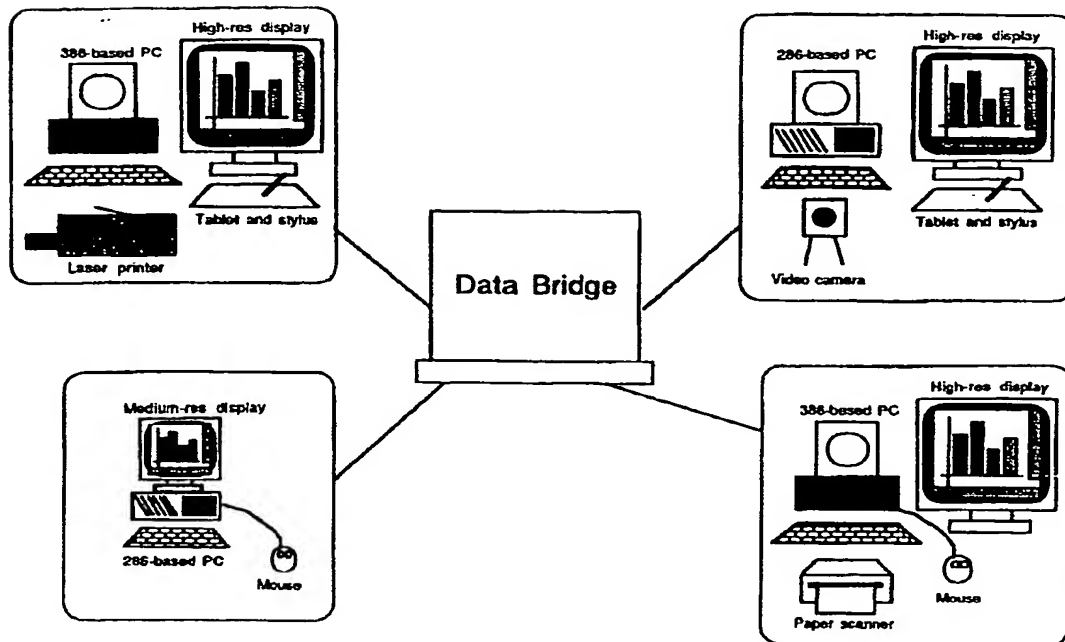 High-res display
386-based PC
Tablet and stylus
Laser printer
High-res display
286-based PC
Tablet and stylus
Video camera
Data Bridge
Medium-res display
286-based PC
Mouse
High-res display
386-based PC
Mouse
Paper scanner